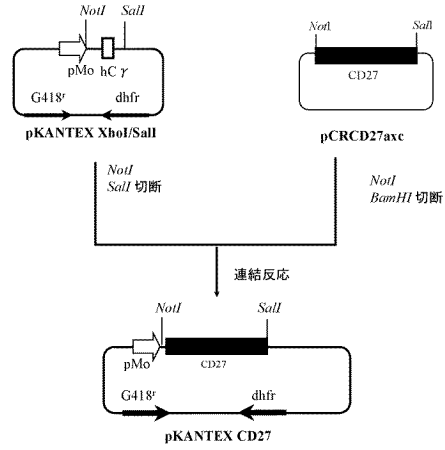 NotI
SalI
pMo
hCγ
G418r
dhfr
pKANTEX XhoI/SalI
NotI
SalI
CD27
pCRCD27axc
NotI
SalI 切断
NotI
BamHI 切断
連結反応
NotI
SalI
pMo
CD27
G418r
dhfr
pKANTEX CD27